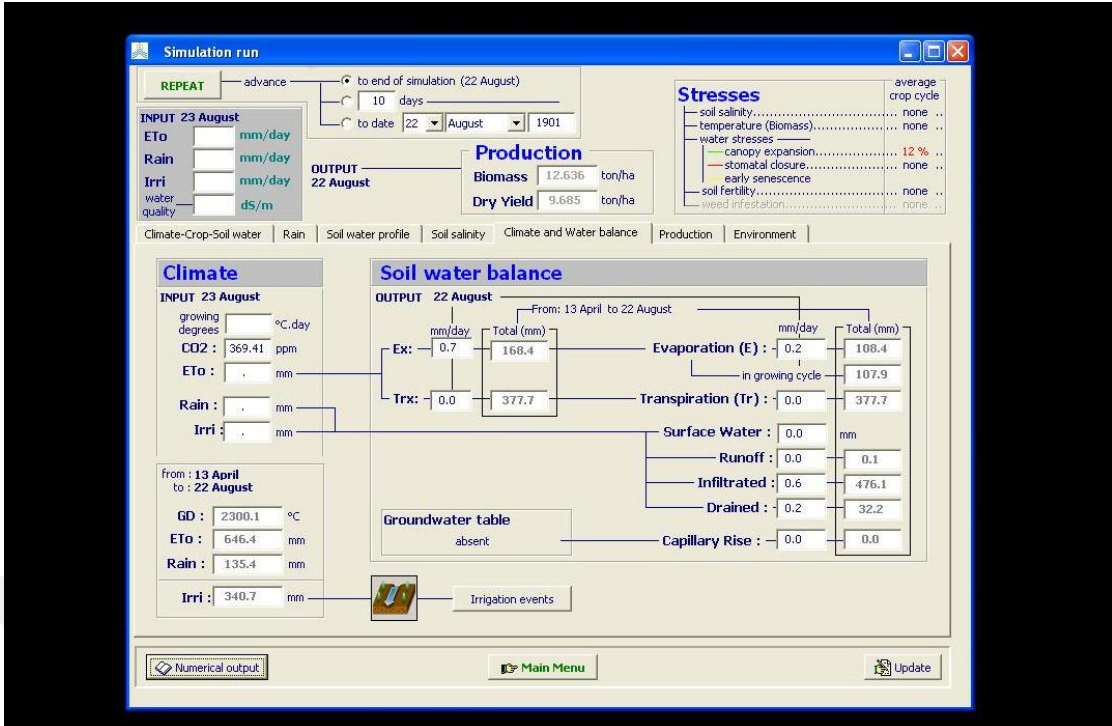 Simulation run
REPEAT
advance
to end of simulation (22 August)
10 days
to date 22 August 1901
INPUT 23 August
ETo mm/day
Rain mm/day
Irri mm/day
water quality dS/m
OUTPUT
22 August
Production
Biomass 12.636 ton/ha
Dry Yield 9.685 ton/ha
Stresses
average
crop cycle
soil salinity........................ none ..
temperature (Biomass)................ none ..
water stresses
canopy expansion................. 12 % ..
stomatal closure................. none ..
early senescence
soil fertility....................... none ..
weed infestation..................... none ..
Climate-Crop-Soil water Rain Soil water profile Soil salinity Climate and Water balance Production Environment
Climate
INPUT 23 August
growing
degrees °C.day
CO2 : 369.41 ppm
ETo : . mm
Rain : . mm
Irri : . mm
from : 13 April
to : 22 August
GD : 2300.1 °C
ETo : 646.4 mm
Rain : 135.4 mm
Irri : 340.7 mm
Soil water balance
OUTPUT 22 August
From: 13 April to 22 August
mm/day Total (mm) mm/day Total (mm)
Ex: 0.7 168.4 Evaporation (E) : 0.2 108.4
in growing cycle 107.9
Trx: 0.0 377.7 Transpiration (Tr) : 0.0 377.7
Surface Water : 0.0 mm
Runoff : 0.0 0.1
Infiltrated : 0.6 476.1
Drained : 0.2 32.2
Groundwater table
absent
Capillary Rise : 0.0 0.0
Irrigation events
Numerical output
Main Menu
Update